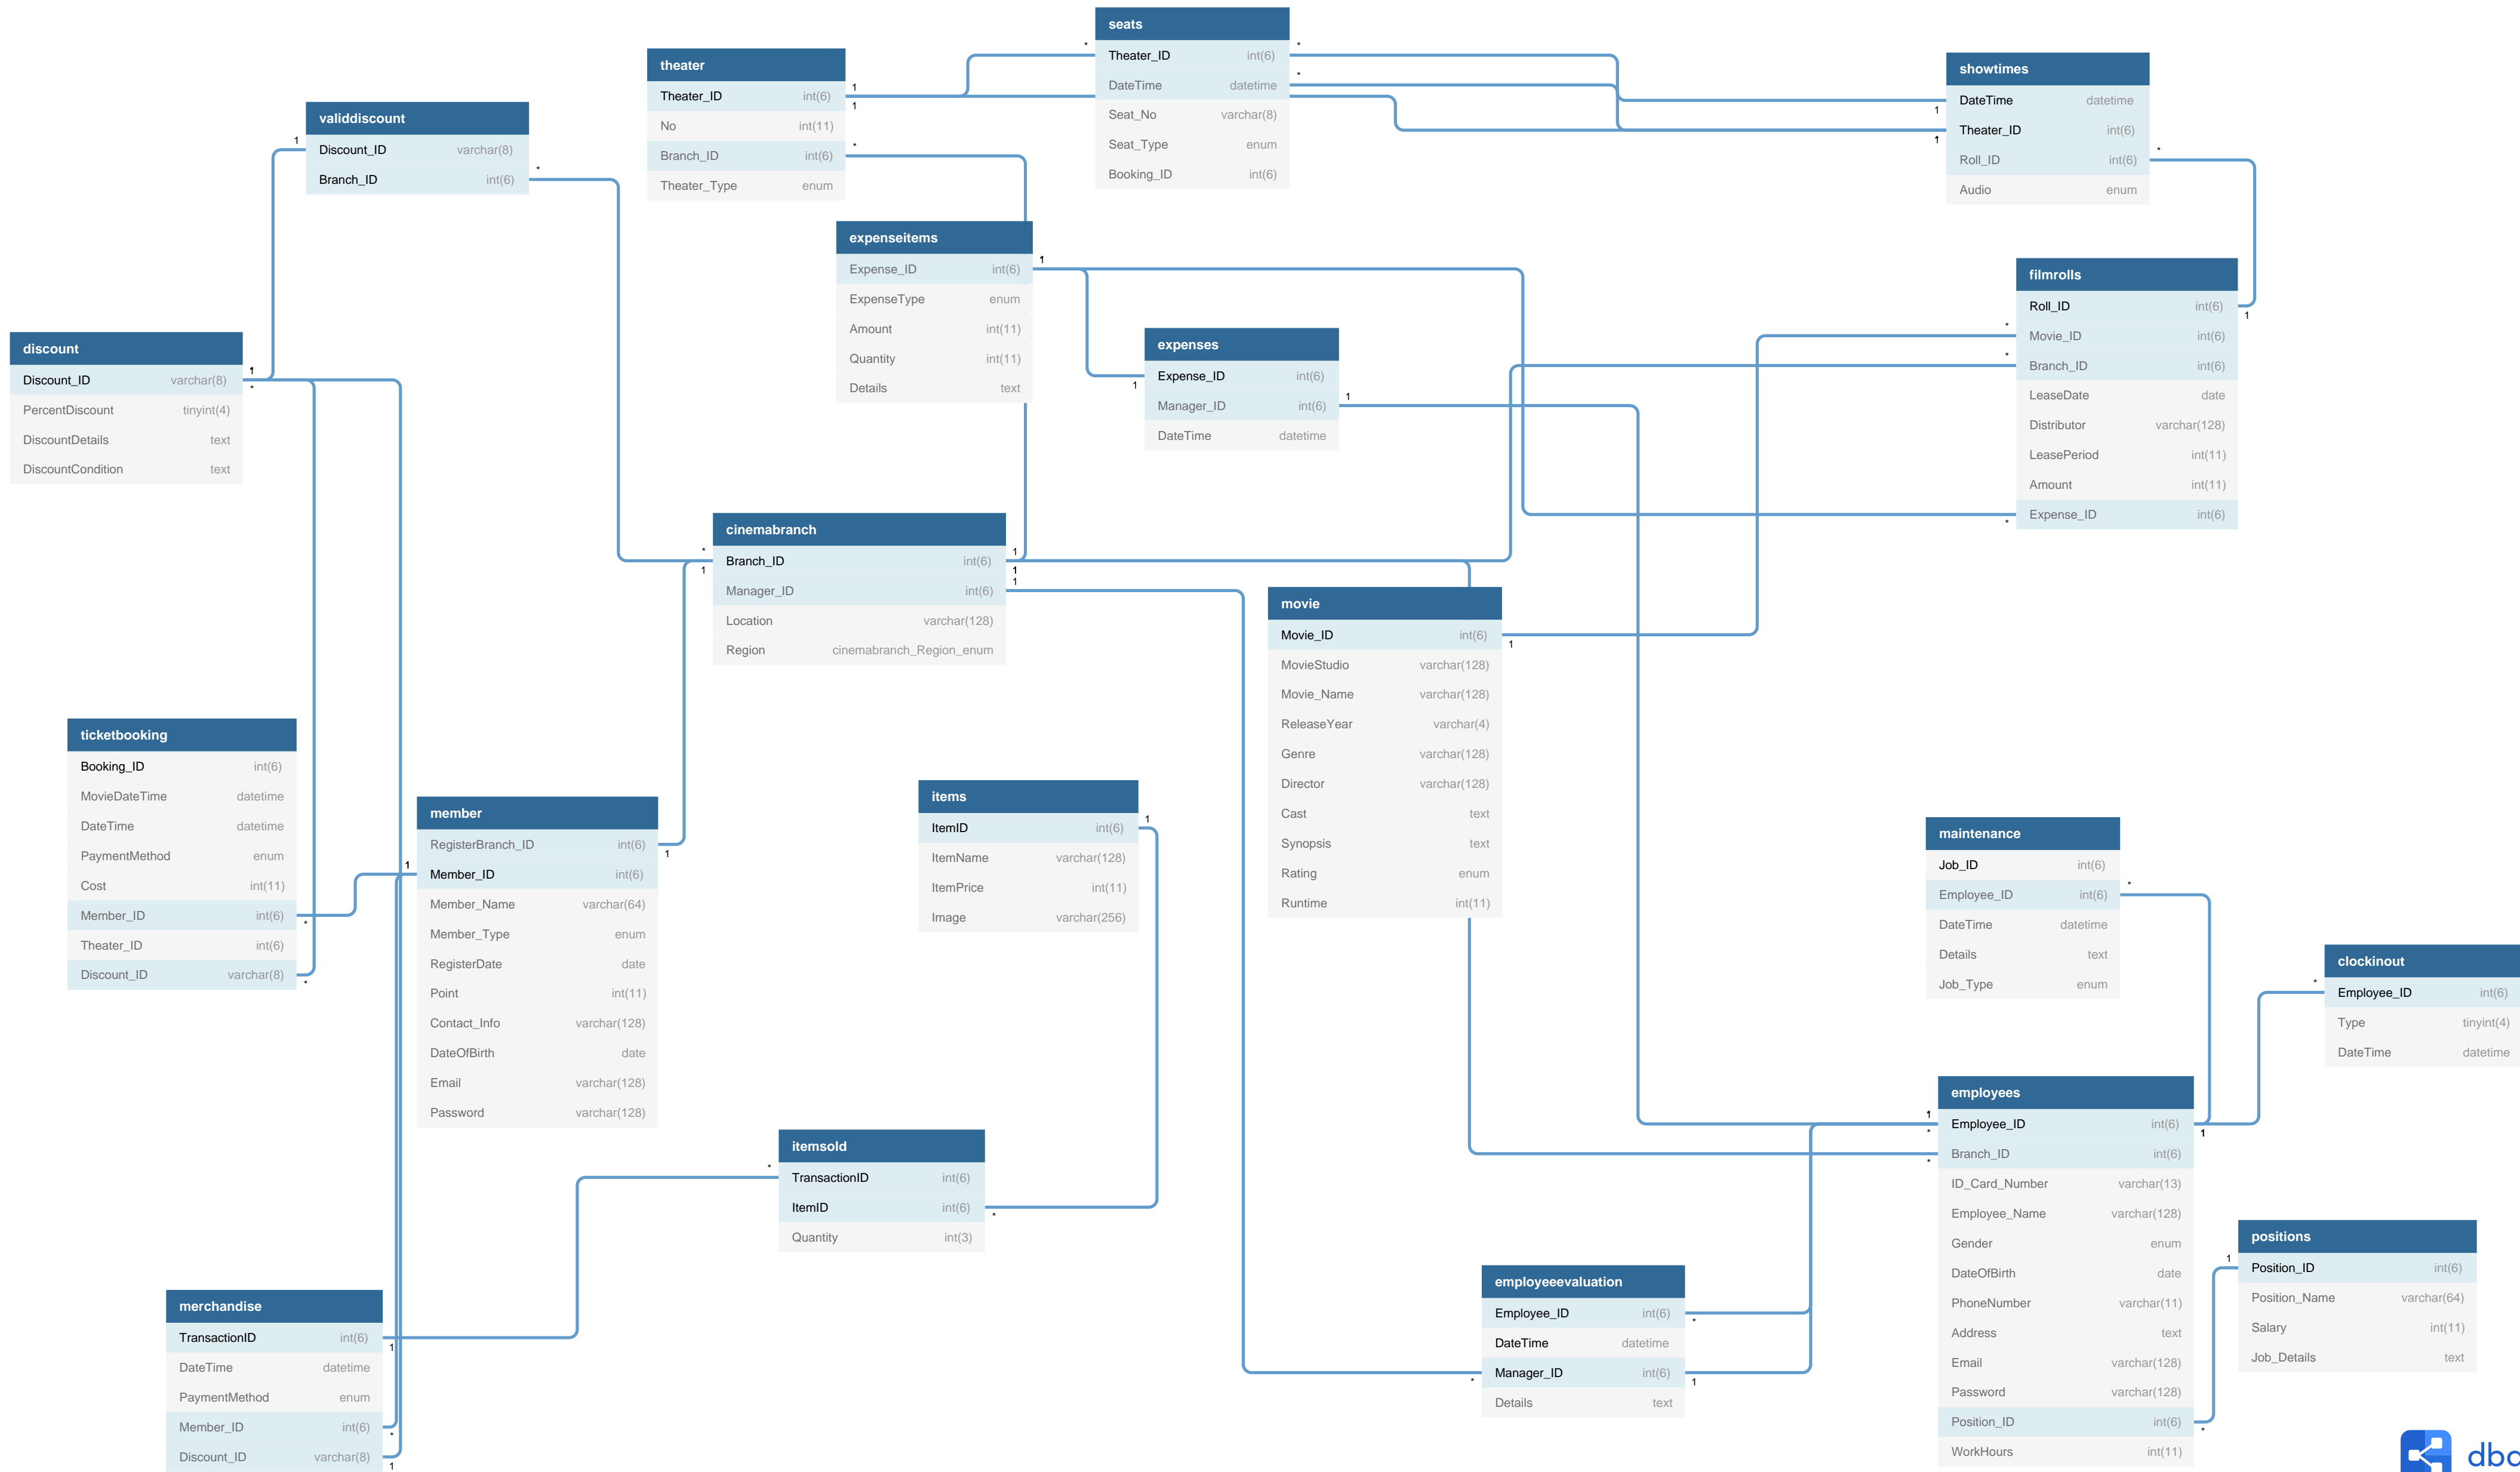 seats
Theater_ID int(6)
DateTime datetime
Seat_No varchar(8)
Seat_Type enum
Booking_ID int(6)
theater
Theater_ID int(6)
No int(11)
Branch_ID int(6)
Theater_Type enum
showtimes
DateTime datetime
Theater_ID int(6)
Roll_ID int(6)
Audio enum
validdiscount
Discount_ID varchar(8)
Branch_ID int(6)
expenseitems
Expense_ID int(6)
ExpenseType enum
Amount int(11)
Quantity int(11)
Details text
filmrolls
Roll_ID int(6)
Movie_ID int(6)
Branch_ID int(6)
LeaseDate date
Distributor varchar(128)
LeasePeriod int(11)
Amount int(11)
Expense_ID int(6)
expenses
Expense_ID int(6)
Manager_ID int(6)
DateTime datetime
discount
Discount_ID varchar(8)
PercentDiscount tinyint(4)
DiscountDetails text
DiscountCondition text
cinemabranch
Branch_ID int(6)
Manager_ID int(6)
Location varchar(128)
Region cinemabranch_Region_enum
movie
Movie_ID int(6)
MovieStudio varchar(128)
Movie_Name varchar(128)
ReleaseYear varchar(4)
Genre varchar(128)
Director varchar(128)
Cast text
Synopsis text
Rating enum
Runtime int(11)
ticketbooking
Booking_ID int(6)
MovieDateTime datetime
DateTime datetime
PaymentMethod enum
Cost int(11)
Member_ID int(6)
Theater_ID int(6)
Discount_ID varchar(8)
member
RegisterBranch_ID int(6)
Member_ID int(6)
Member_Name varchar(64)
Member_Type enum
RegisterDate date
Point int(11)
Contact_Info varchar(128)
DateOfBirth date
Email varchar(128)
Password varchar(128)
items
ItemID int(6)
ItemName varchar(128)
ItemPrice int(11)
Image varchar(256)
maintenance
Job_ID int(6)
Employee_ID int(6)
DateTime datetime
Details text
Job_Type enum
clockinout
Employee_ID int(6)
Type tinyint(4)
DateTime datetime
employees
Employee_ID int(6)
Branch_ID int(6)
ID_Card_Number varchar(13)
Employee_Name varchar(128)
Gender enum
DateOfBirth date
PhoneNumber varchar(11)
Address text
Email varchar(128)
Password varchar(128)
Position_ID int(6)
WorkHours int(11)
itemsold
TransactionID int(6)
ItemID int(6)
Quantity int(3)
positions
Position_ID int(6)
Position_Name varchar(64)
Salary int(11)
Job_Details text
employeeevaluation
Employee_ID int(6)
DateTime datetime
Manager_ID int(6)
Details text
merchandise
TransactionID int(6)
DateTime datetime
PaymentMethod enum
Member_ID int(6)
Discount_ID varchar(8)